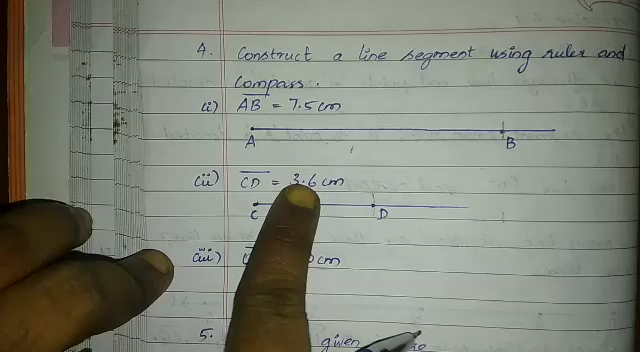 4. Construct a line segment using ruler and
compass.
(i) AB = 7.5 cm
A B
(ii) CD = 3.6 cm
C D
(iii) cm
5. given